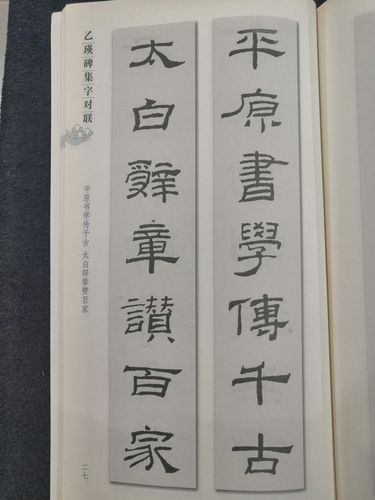 平原書學傳千古
太白辭章讚百家
乙瑛碑集字对联
平原书学传千古 太白辞章赞百家
二七